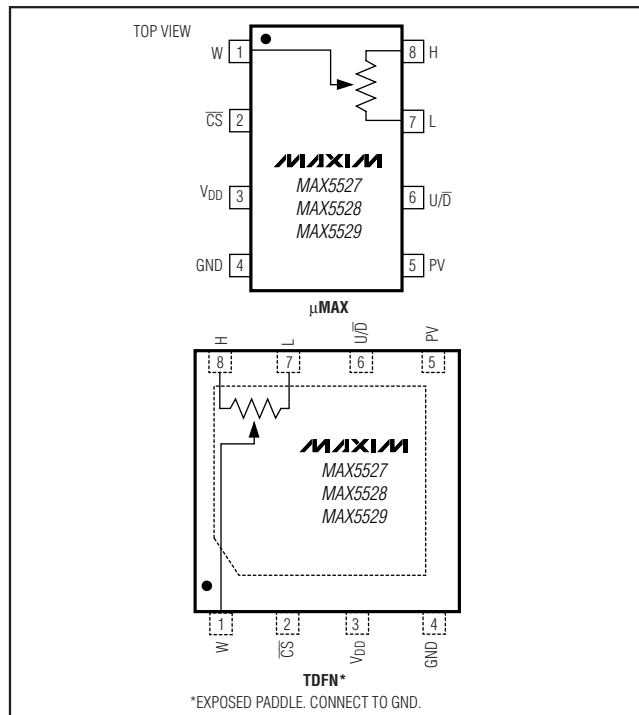 TOP VIEW
W 1
8 H
C̅S̅ 2
7 L
MAXIM
MAX5527
MAX5528
MAX5529
VDD 3
6 U/D̅
GND 4
5 PV
µMAX
H L U/D̅ PV
8 7 6 5
MAXIM
MAX5527
MAX5528
MAX5529
1 2 3 4
W C̅S̅ VDD GND
TDFN*
*EXPOSED PADDLE. CONNECT TO GND.